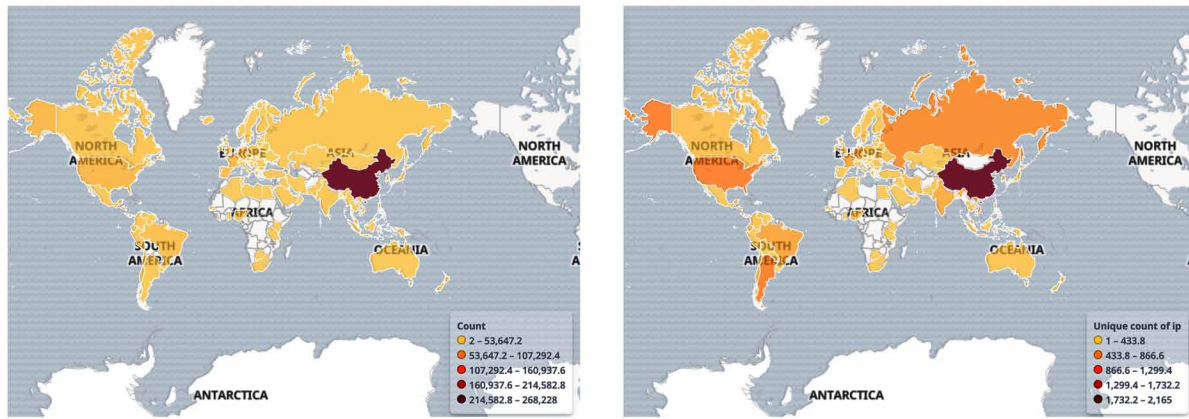 NORTH
AMERICA
EUROPE
ASIA
AFRICA
SOUTH
AMERICA
OCEANIA
ANTARCTICA
Count
2 – 53,647.2
53,647.2 – 107,292.4
107,292.4 – 160,937.6
160,937.6 – 214,582.8
214,582.8 – 268,228
NORTH
AMERICA
EUROPE
ASIA
NORTH
AMERICA
AFRICA
SOUTH
AMERICA
OCEANIA
ANTARCTICA
Unique count of ip
1 – 433.8
433.8 – 866.6
866.6 – 1,299.4
1,299.4 – 1,732.2
1,732.2 – 2,165
NORTH
AMERICA